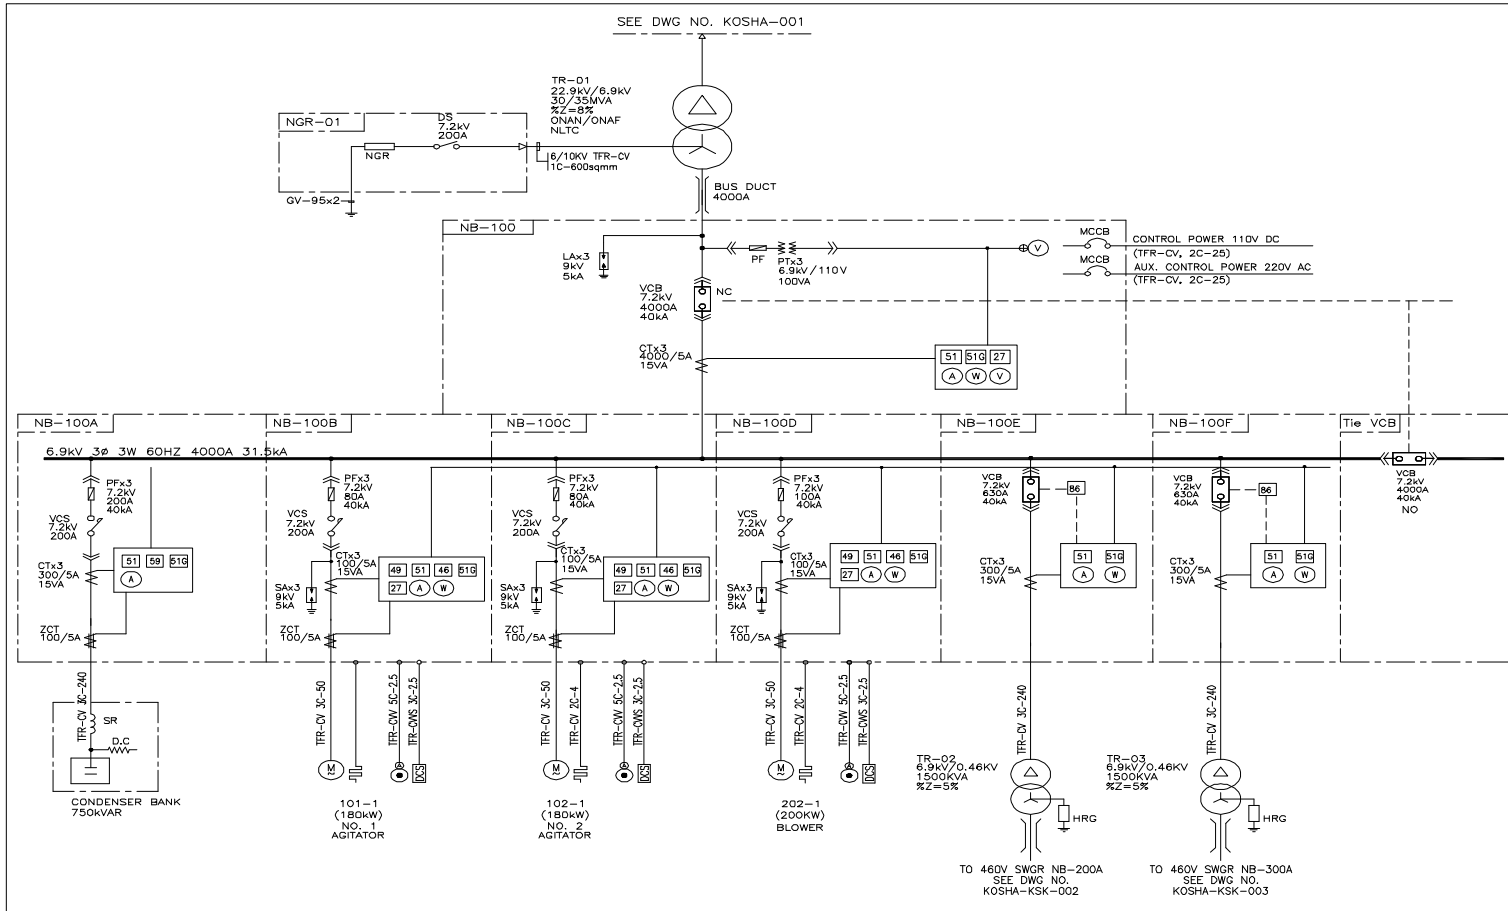 SEE DWG NO. KOSHA-001
TR-01
22.9kV/6.9kV
30/35MVA
%Z=8%
ONAN/ONAF
NLTC
NGR-01
DS
7.2kV
200A
NGR
6/10KV TFR-CV
1C-600sqmm
GV-95x2
BUS DUCT
4000A
NB-100
LAx3
9kV
5kA
PF
PTx3
6.9kV/110V
100VA
V
MCCB
CONTROL POWER 110V DC
(TFR-CV, 2C-25)
MCCB
AUX. CONTROL POWER 220V AC
(TFR-CV, 2C-25)
VCB
7.2kV
4000A
40kA
NC
CTx3
4000/5A
15VA
51 51G 27
A W V
NB-100A
NB-100B
NB-100C
NB-100D
NB-100E
NB-100F
Tie VCB
6.9kV 3ø 3W 60HZ 4000A 31.5kA
PFx3
7.2kV
200A
40kA
VCS
7.2kV
200A
CTx3
300/5A
15VA
51 59 51G
A
ZCT
100/5A
TFR-CV 3C-240
SR
D.C
CONDENSER BANK
750kVAR
PFx3
7.2kV
80A
40kA
VCS
7.2kV
200A
CTx3
100/5A
15VA
49 51 46 51G
27 A W
SAx3
9kV
5kA
ZCT
100/5A
TFR-CV 3C-50
TFR-CVV 5C-2.5
TFR-CVVS 3C-2.5
M
A
DCS
101-1
(180kW)
NO. 1
AGITATOR
PFx3
7.2kV
80A
40kA
VCS
7.2kV
200A
CTx3
100/5A
15VA
49 51 46 51G
27 A W
SAx3
9kV
5kA
ZCT
100/5A
TFR-CV 3C-50
TFR-CV 2C-4
TFR-CVV 5C-2.5
TFR-CVVS 3C-2.5
M
A
DCS
102-1
(180kW)
NO. 2
AGITATOR
PFx3
7.2kV
100A
40kA
VCS
7.2kV
200A
CTx3
100/5A
15VA
49 51 46 51G
27 A W
SAx3
9kV
5kA
ZCT
100/5A
TFR-CV 3C-50
TFR-CV 2C-4
TFR-CVV 5C-2.5
TFR-CVVS 3C-2.5
M
A
DCS
202-1
(200KW)
BLOWER
VCB
7.2kV
630A
40kA
86
CTx3
300/5A
15VA
51 51G
A W
TFR-CV 3C-240
TR-02
6.9kV/0.46KV
1500KVA
%Z=5%
HRG
TO 460V SWGR NB-200A
SEE DWG NO.
KOSHA-KSK-002
VCB
7.2kV
630A
40kA
86
CTx3
300/5A
15VA
51 51G
A W
TFR-CV 3C-240
TR-03
6.9kV/0.46KV
1500KVA
%Z=5%
HRG
TO 460V SWGR NB-300A
SEE DWG NO.
KOSHA-KSK-003
VCB
7.2kV
4000A
40kA
NO